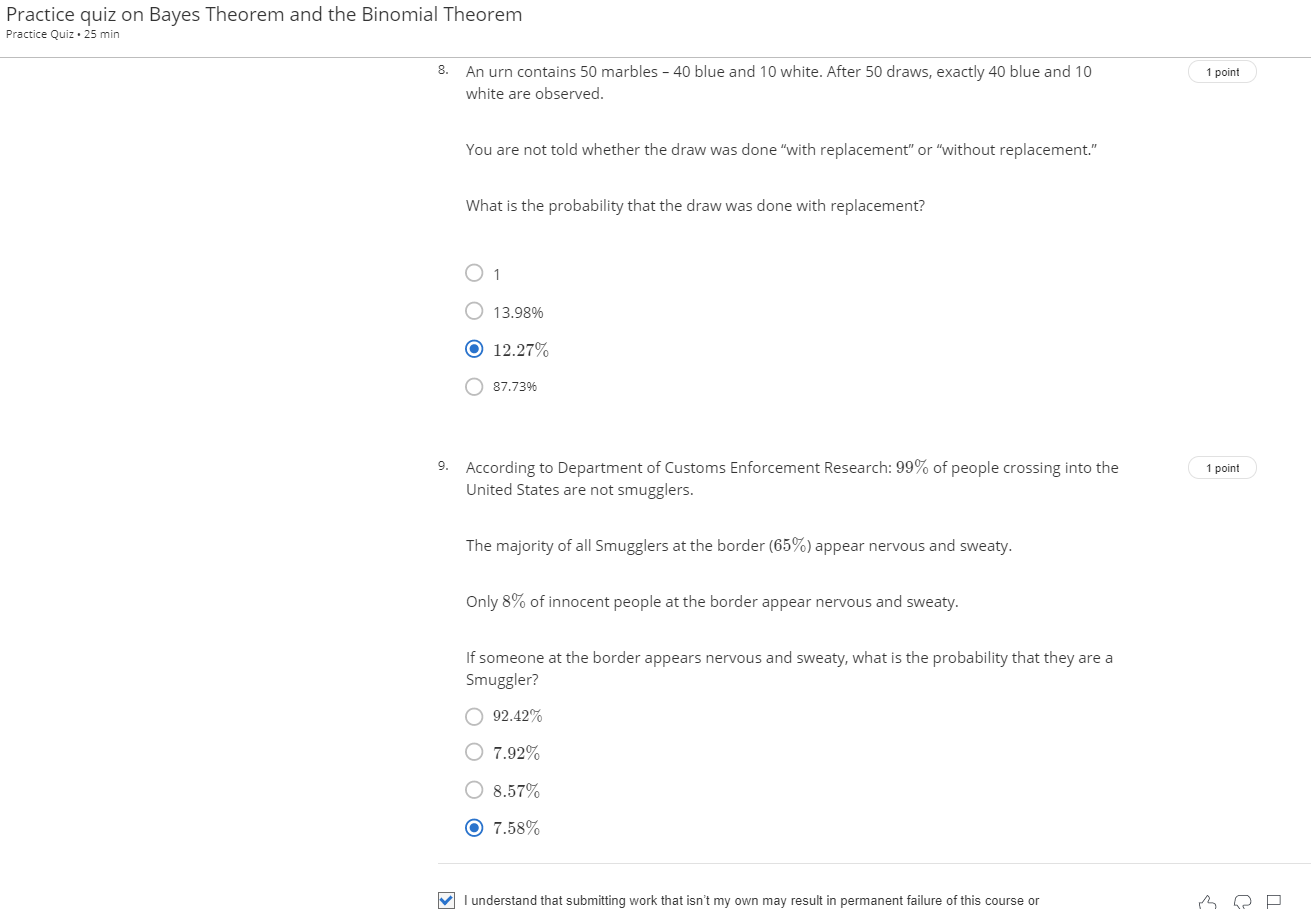 Practice quiz on Bayes Theorem and the Binomial Theorem
Practice Quiz • 25 min
8. An urn contains 50 marbles – 40 blue and 10 white. After 50 draws, exactly 40 blue and 10
1 point
white are observed.
You are not told whether the draw was done “with replacement” or “without replacement.”
What is the probability that the draw was done with replacement?
1
13.98%
12.27%
87.73%
9. According to Department of Customs Enforcement Research: 99% of people crossing into the
1 point
United States are not smugglers.
The majority of all Smugglers at the border (65%) appear nervous and sweaty.
Only 8% of innocent people at the border appear nervous and sweaty.
If someone at the border appears nervous and sweaty, what is the probability that they are a
Smuggler?
92.42%
7.92%
8.57%
7.58%
I understand that submitting work that isn’t my own may result in permanent failure of this course or